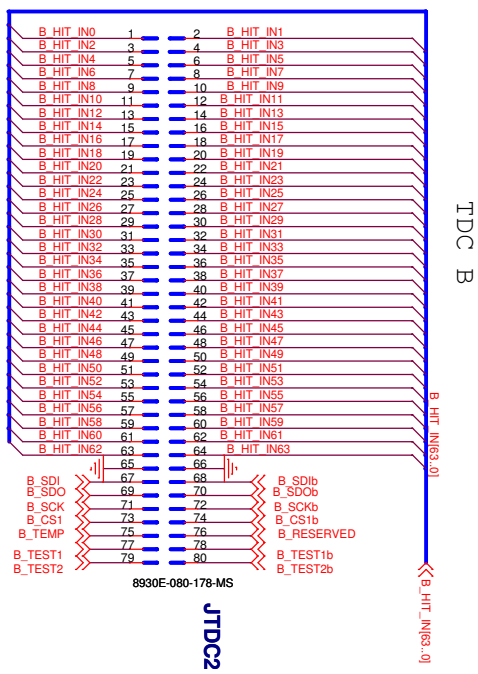 B_HIT_IN0 1 2 B_HIT_IN1
B_HIT_IN2 3 4 B_HIT_IN3
B_HIT_IN4 5 6 B_HIT_IN5
B_HIT_IN6 7 8 B_HIT_IN7
B_HIT_IN8 9 10 B_HIT_IN9
B_HIT_IN10 11 12 B_HIT_IN11
B_HIT_IN12 13 14 B_HIT_IN13
B_HIT_IN14 15 16 B_HIT_IN15
B_HIT_IN16 17 18 B_HIT_IN17
B_HIT_IN18 19 20 B_HIT_IN19
B_HIT_IN20 21 22 B_HIT_IN21
B_HIT_IN22 23 24 B_HIT_IN23
B_HIT_IN24 25 26 B_HIT_IN25
B_HIT_IN26 27 28 B_HIT_IN27
B_HIT_IN28 29 30 B_HIT_IN29
B_HIT_IN30 31 32 B_HIT_IN31
B_HIT_IN32 33 34 B_HIT_IN33
B_HIT_IN34 35 36 B_HIT_IN35
B_HIT_IN36 37 38 B_HIT_IN37
B_HIT_IN38 39 40 B_HIT_IN39
B_HIT_IN40 41 42 B_HIT_IN41
B_HIT_IN42 43 44 B_HIT_IN43
B_HIT_IN44 45 46 B_HIT_IN45
B_HIT_IN46 47 48 B_HIT_IN47
B_HIT_IN48 49 50 B_HIT_IN49
B_HIT_IN50 51 52 B_HIT_IN51
B_HIT_IN52 53 54 B_HIT_IN53
B_HIT_IN54 55 56 B_HIT_IN55
B_HIT_IN56 57 58 B_HIT_IN57
B_HIT_IN58 59 60 B_HIT_IN59
B_HIT_IN60 61 62 B_HIT_IN61
B_HIT_IN62 63 64 B_HIT_IN63
65 66
B_SDI 67 68 B_SDIb
B_SDO 69 70 B_SDOb
B_SCK 71 72 B_SCKb
B_CS1 73 74 B_CS1b
B_TEMP 75 76 B_RESERVED
B_TEST1 77 78 B_TEST1b
B_TEST2 79 80 B_TEST2b
8930E-080-178-MS
JTDC2
TDC B
B_HIT_IN[63..0]
B_HIT_IN[63..0]